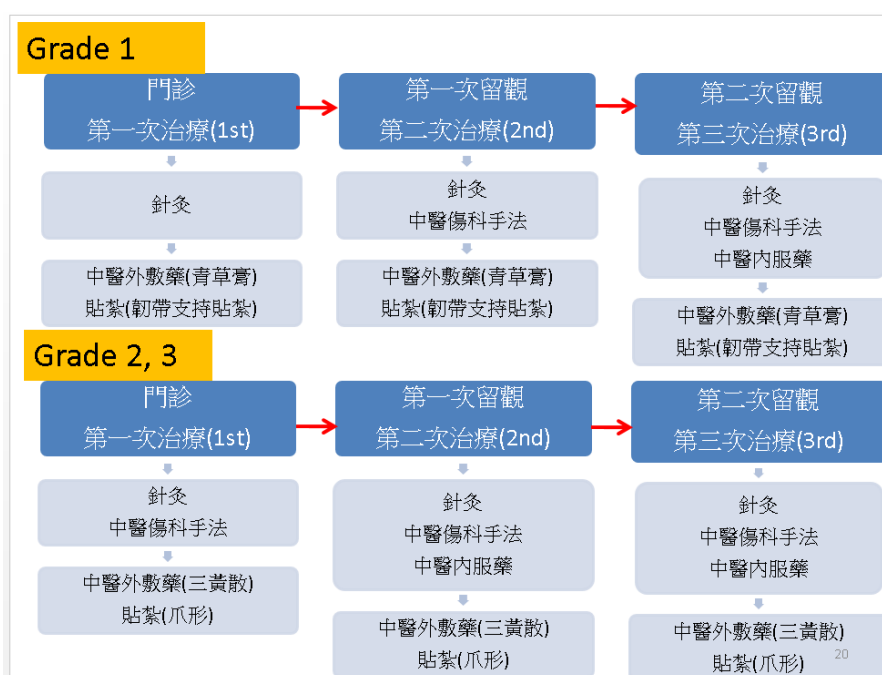 Grade 1
門診
第一次治療(1st)
第一次留觀
第二次治療(2nd)
第二次留觀
第三次治療(3rd)
針灸
針灸
中醫傷科手法
針灸
中醫傷科手法
中醫內服藥
中醫外敷藥(青草膏)
貼紮(韌帶支持貼紮)
中醫外敷藥(青草膏)
貼紮(韌帶支持貼紮)
中醫外敷藥(青草膏)
貼紮(韌帶支持貼紮)
Grade 2, 3
門診
第一次治療(1st)
第一次留觀
第二次治療(2nd)
第二次留觀
第三次治療(3rd)
針灸
中醫傷科手法
針灸
中醫傷科手法
中醫內服藥
針灸
中醫傷科手法
中醫內服藥
中醫外敷藥(三黃散)
貼紮(爪形)
中醫外敷藥(三黃散)
貼紮(爪形)
中醫外敷藥(三黃散)
貼紮(爪形)
20